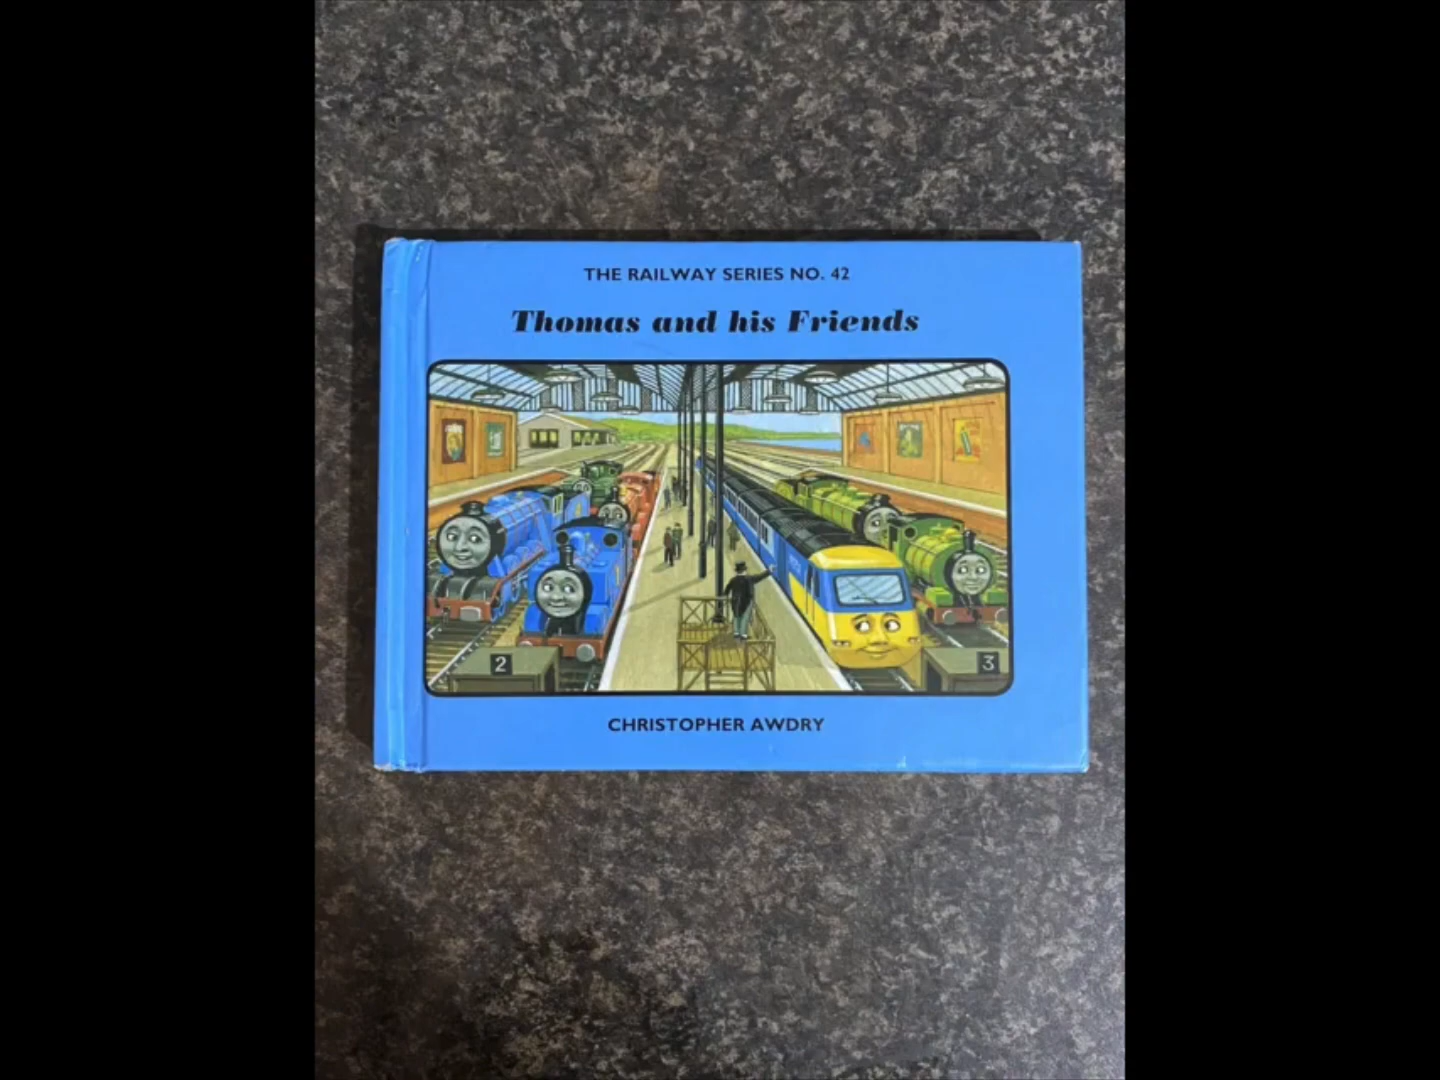 THE RAILWAY SERIES NO. 42
Thomas and his Friends
2
3
CHRISTOPHER AWDRY